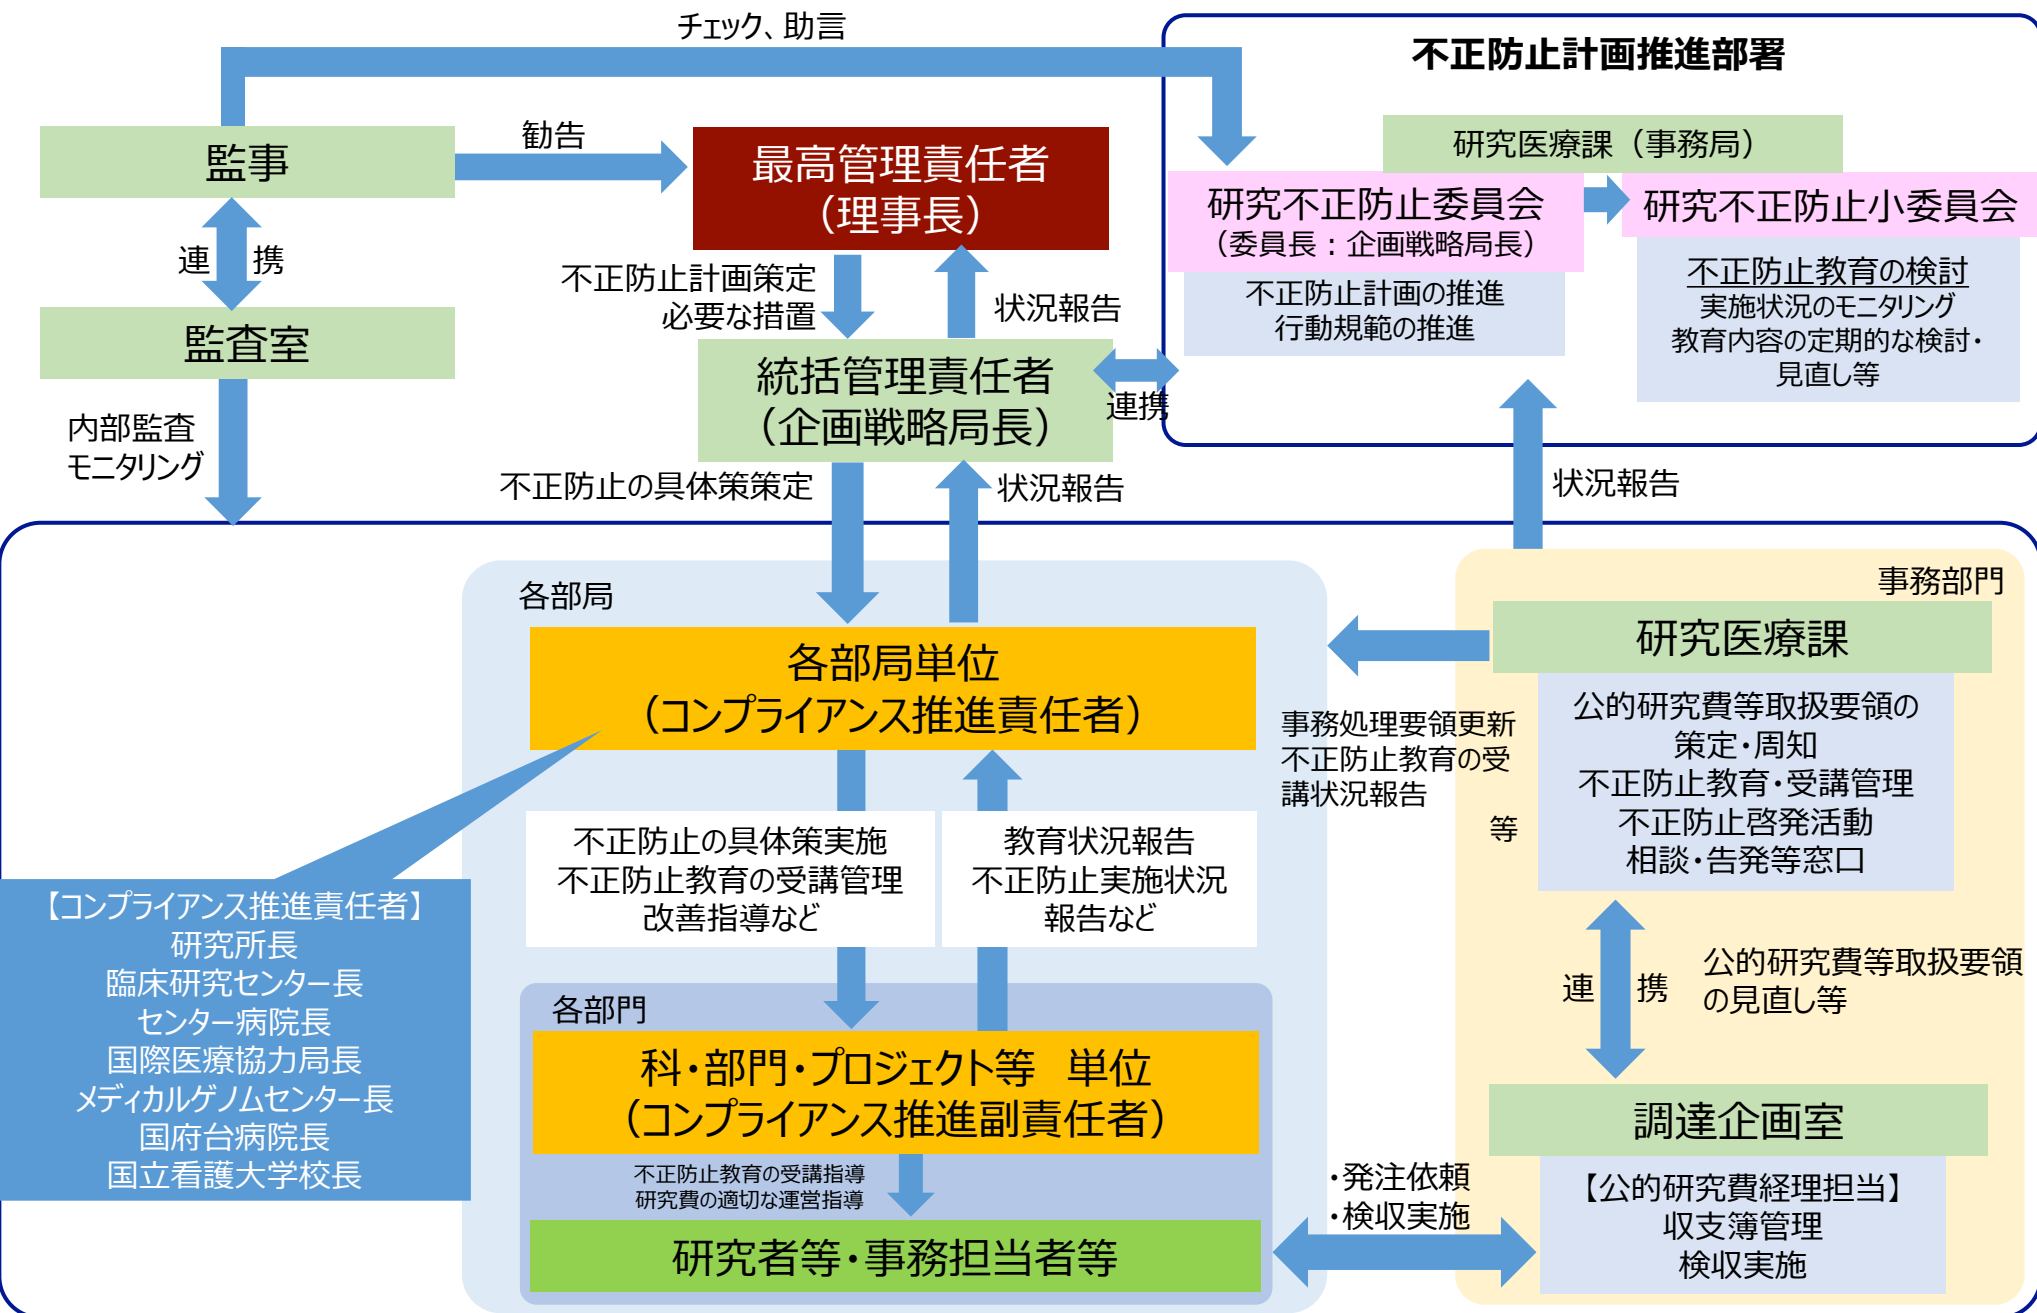 チェック、助言
不正防止計画推進部署
監事
勧告
最高管理責任者
（理事長）
研究医療課（事務局）
研究不正防止委員会
（委員長：企画戦略局長）
不正防止計画の推進
行動規範の推進
研究不正防止小委員会
不正防止教育の検討
実施状況のモニタリング
教育内容の定期的な検討・
見直し等
連　携
監査室
不正防止計画策定
必要な措置
状況報告
統括管理責任者
（企画戦略局長）
連携
内部監査
モニタリング
不正防止の具体策策定
状況報告
状況報告
各部局
各部局単位
（コンプライアンス推進責任者）
不正防止の具体策実施
不正防止教育の受講管理
改善指導など
教育状況報告
不正防止実施状況
報告など
【コンプライアンス推進責任者】
研究所長
臨床研究センター長
センター病院長
国際医療協力局長
メディカルゲノムセンター長
国府台病院長
国立看護大学校長
各部門
科・部門・プロジェクト等　単位
（コンプライアンス推進副責任者）
不正防止教育の受講指導
研究費の適切な運営指導
研究者等・事務担当者等
事務処理要領更新
不正防止教育の受
講状況報告
等
事務部門
研究医療課
公的研究費等取扱要領の
策定・周知
不正防止教育・受講管理
不正防止啓発活動
相談・告発等窓口
連　携
公的研究費等取扱要領
の見直し等
調達企画室
【公的研究費経理担当】
収支簿管理
検収実施
・発注依頼
・検収実施